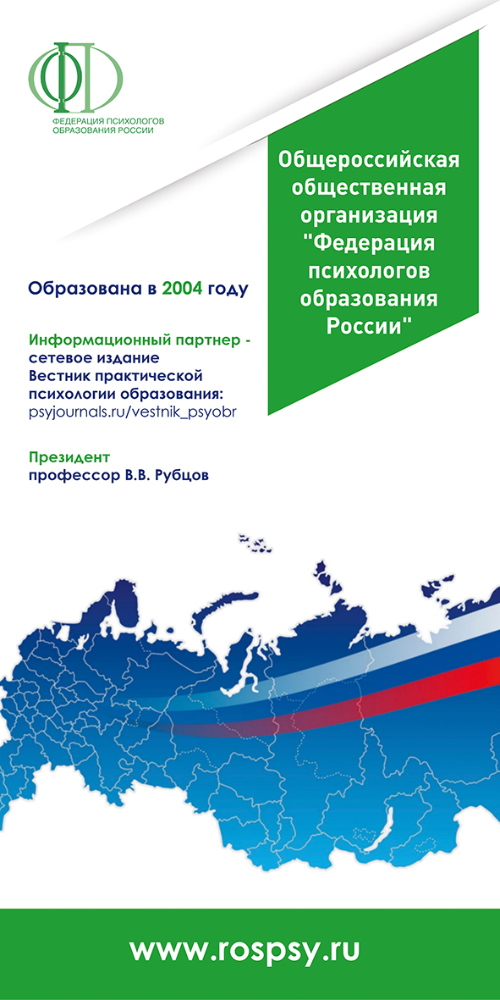 ФЕДЕРАЦИЯ ПСИХОЛОГОВ
ОБРАЗОВАНИЯ РОССИИ
Общероссийская
общественная
организация
"Федерация
психологов
образования
России"
Образована в 2004 году
Информационный партнер -
сетевое издание
Вестник практической
психологии образования:
psyjournals.ru/vestnik_psyobr
Президент
профессор В.В. Рубцов
www.rospsy.ru